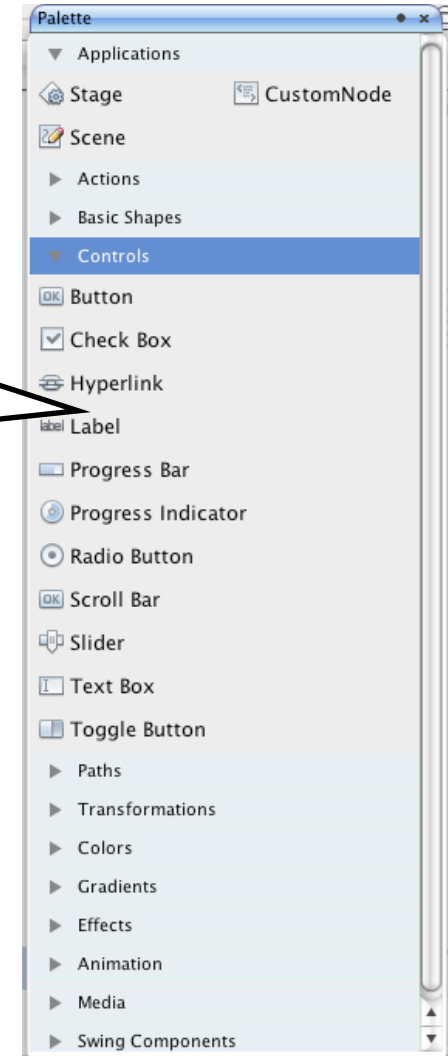 Palette
Applications
Stage CustomNode
Scene
Actions
Basic Shapes
Controls
OK Button
Check Box
Hyperlink
label Label
Progress Bar
Progress Indicator
Radio Button
OK Scroll Bar
Slider
Text Box
Toggle Button
Paths
Transformations
Colors
Gradients
Effects
Animation
Media
Swing Components